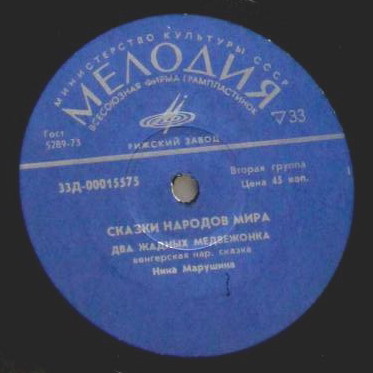 МИНИСТЕРСТВО КУЛЬТУРЫ СССР
МЕЛОДИЯ
ВСЕСОЮЗНАЯ ФИРМА ГРАМПЛАСТИНОК
Гост
5289-73
33
РИЖСКИЙ ЗАВОД
33Д-00015575
Вторая группа
Цена 45 коп.
СКАЗКИ НАРОДОВ МИРА
ДВА ЖАДНЫХ МЕДВЕЖОНКА
венгерская нар. сказка
Нина Марушина